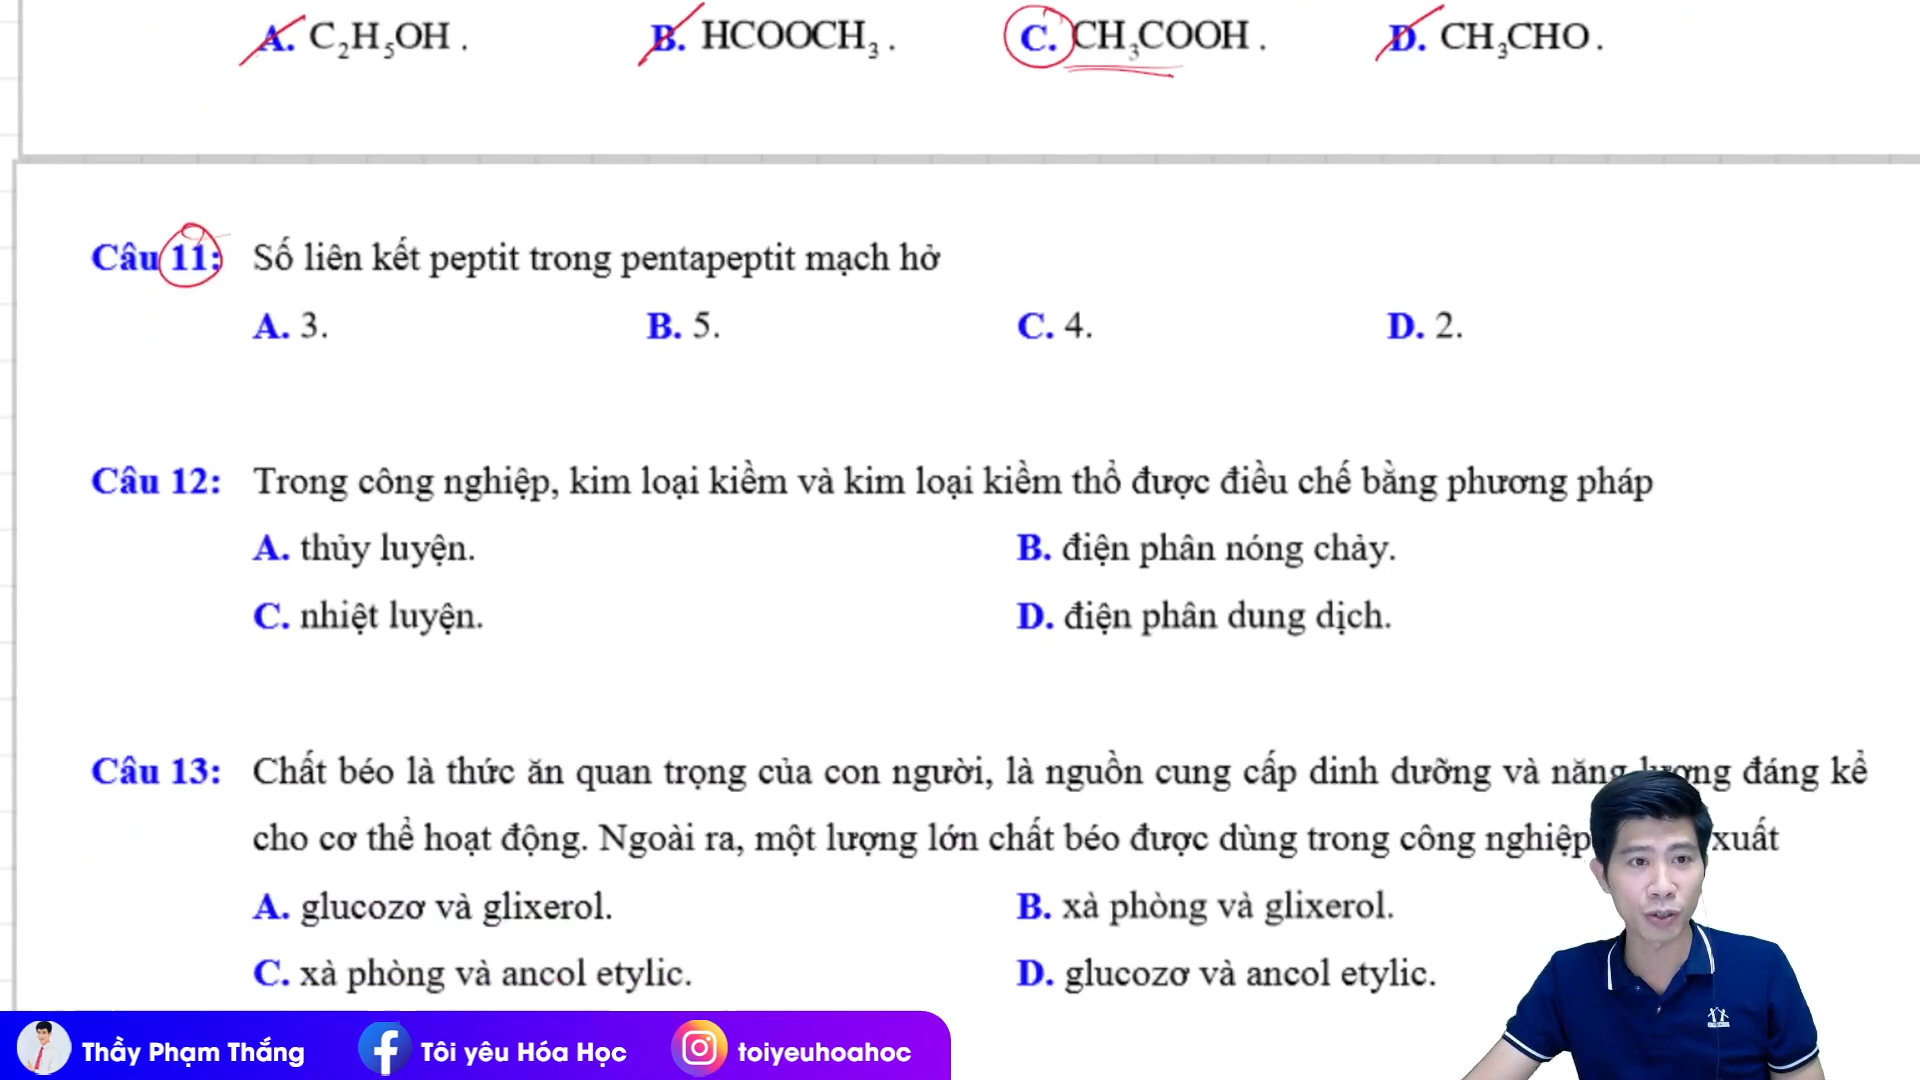 A. C₂H₅OH . B. HCOOCH₃ . C. CH₃COOH . D. CH₃CHO .
Câu 11: Số liên kết peptit trong pentapeptit mạch hở
A. 3. B. 5. C. 4. D. 2.
Câu 12: Trong công nghiệp, kim loại kiềm và kim loại kiềm thổ được điều chế bằng phương pháp
A. thủy luyện. B. điện phân nóng chảy.
C. nhiệt luyện. D. điện phân dung dịch.
Câu 13: Chất béo là thức ăn quan trọng của con người, là nguồn cung cấp dinh dưỡng và năng lượng đáng kể
cho cơ thể hoạt động. Ngoài ra, một lượng lớn chất béo được dùng trong công nghiệp xuất
A. glucozơ và glixerol. B. xà phòng và glixerol.
C. xà phòng và ancol etylic. D. glucozơ và ancol etylic.
Thầy Phạm Thắng Tôi yêu Hóa Học toiyeuhoahoc